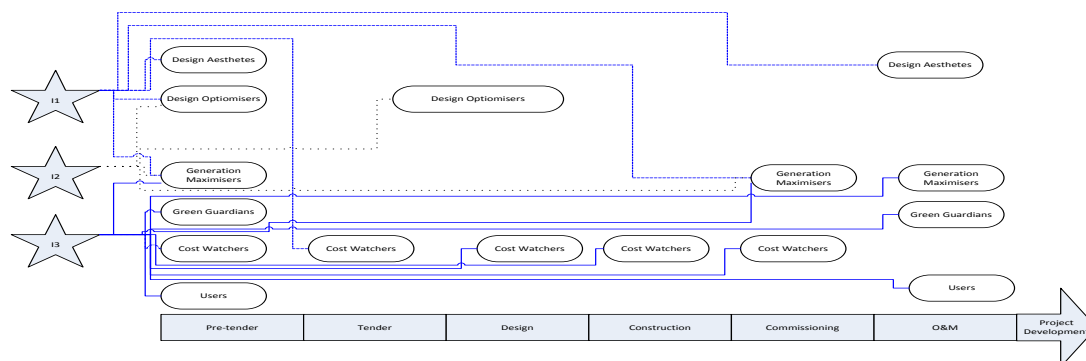 Design Aesthetes
Design Aesthetes
I1
Design Optiomisers
Design Optiomisers
I2
Generation
Maximisers
Generation
Maximisers
Generation
Maximisers
Green Guardians
Green Guardians
I3
Cost Watchers
Cost Watchers
Cost Watchers
Cost Watchers
Cost Watchers
Users
Users
Pre-tender
Tender
Design
Construction
Commissioning
O&M
Project
Development